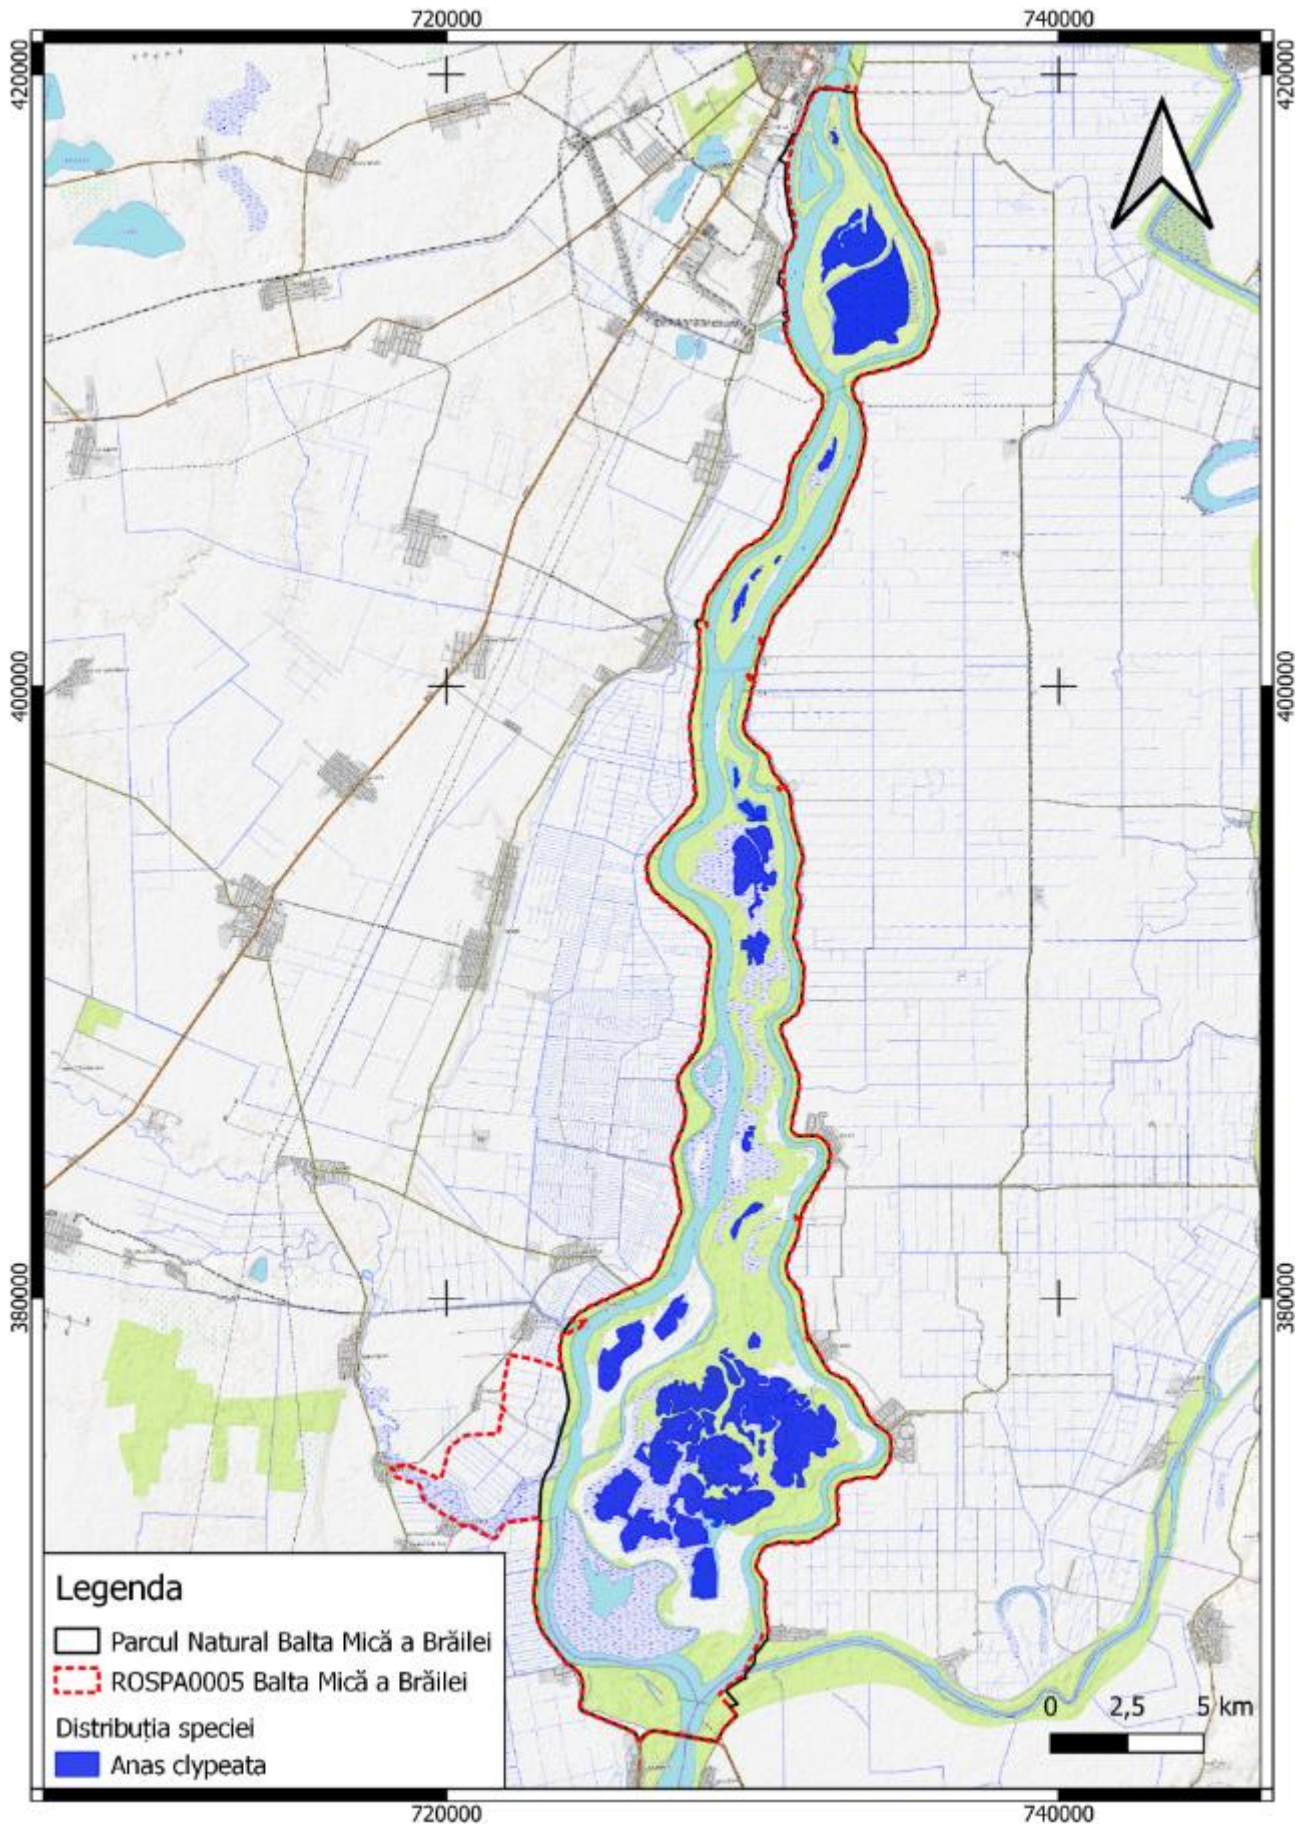 720000 740000
420000 420000
400000 400000
380000 380000
Legenda
Parcul Natural Balta Mică a Brăilei
ROSPA0005 Balta Mică a Brăilei
Distribuția speciei
Anas clypeata
0 2,5 5 km
720000 740000